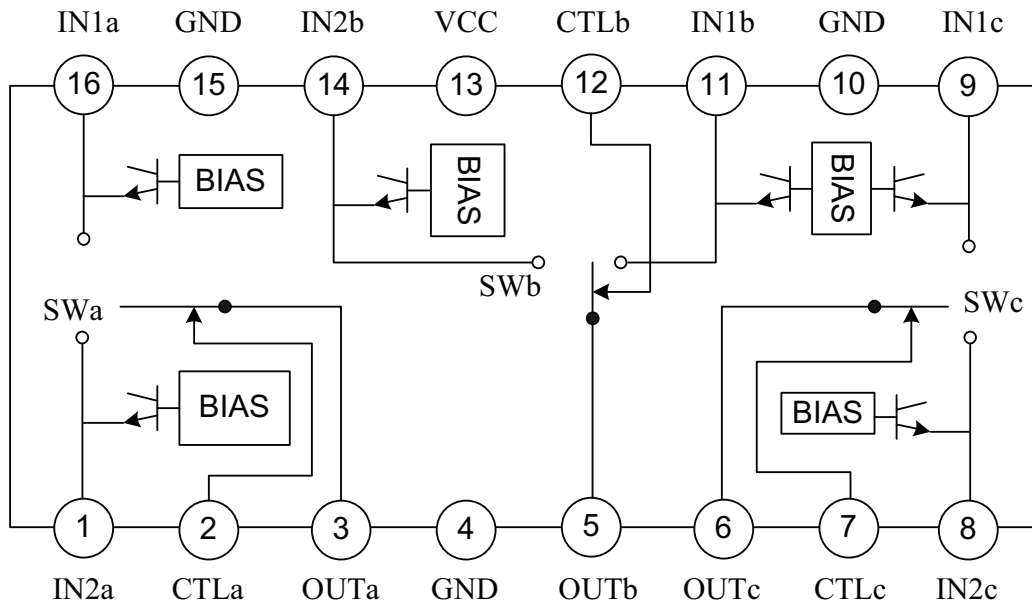 IN1a GND IN2b VCC CTLb IN1b GND IN1c
16 15 14 13 12 11 10 9
BIAS BIAS BIAS
SWb
SWa SWc
BIAS BIAS
1 2 3 4 5 6 7 8
IN2a CTLa OUTa GND OUTb OUTc CTLc IN2c